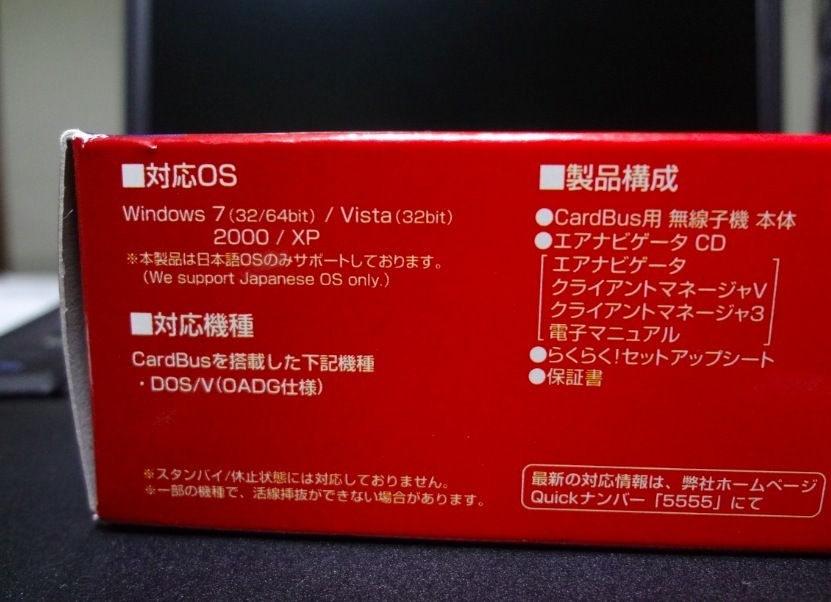 ■対応OS
Windows 7(32/64bit) / Vista(32bit)
2000 / XP
※本製品は日本語OSのみサポートしております。
(We support Japanese OS only.)
■対応機種
CardBusを搭載した下記機種
・DOS/V(OADG仕様)
※スタンバイ/休止状態には対応しておりません。
※一部の機種で、活線挿抜ができない場合があります。
■製品構成
●CardBus用 無線子機 本体
●エアナビゲータ CD
エアナビゲータ
クライアントマネージャV
クライアントマネージャ3
電子マニュアル
●らくらく!セットアップシート
●保証書
最新の対応情報は、弊社ホームページ
Quickナンバー「5555」にて